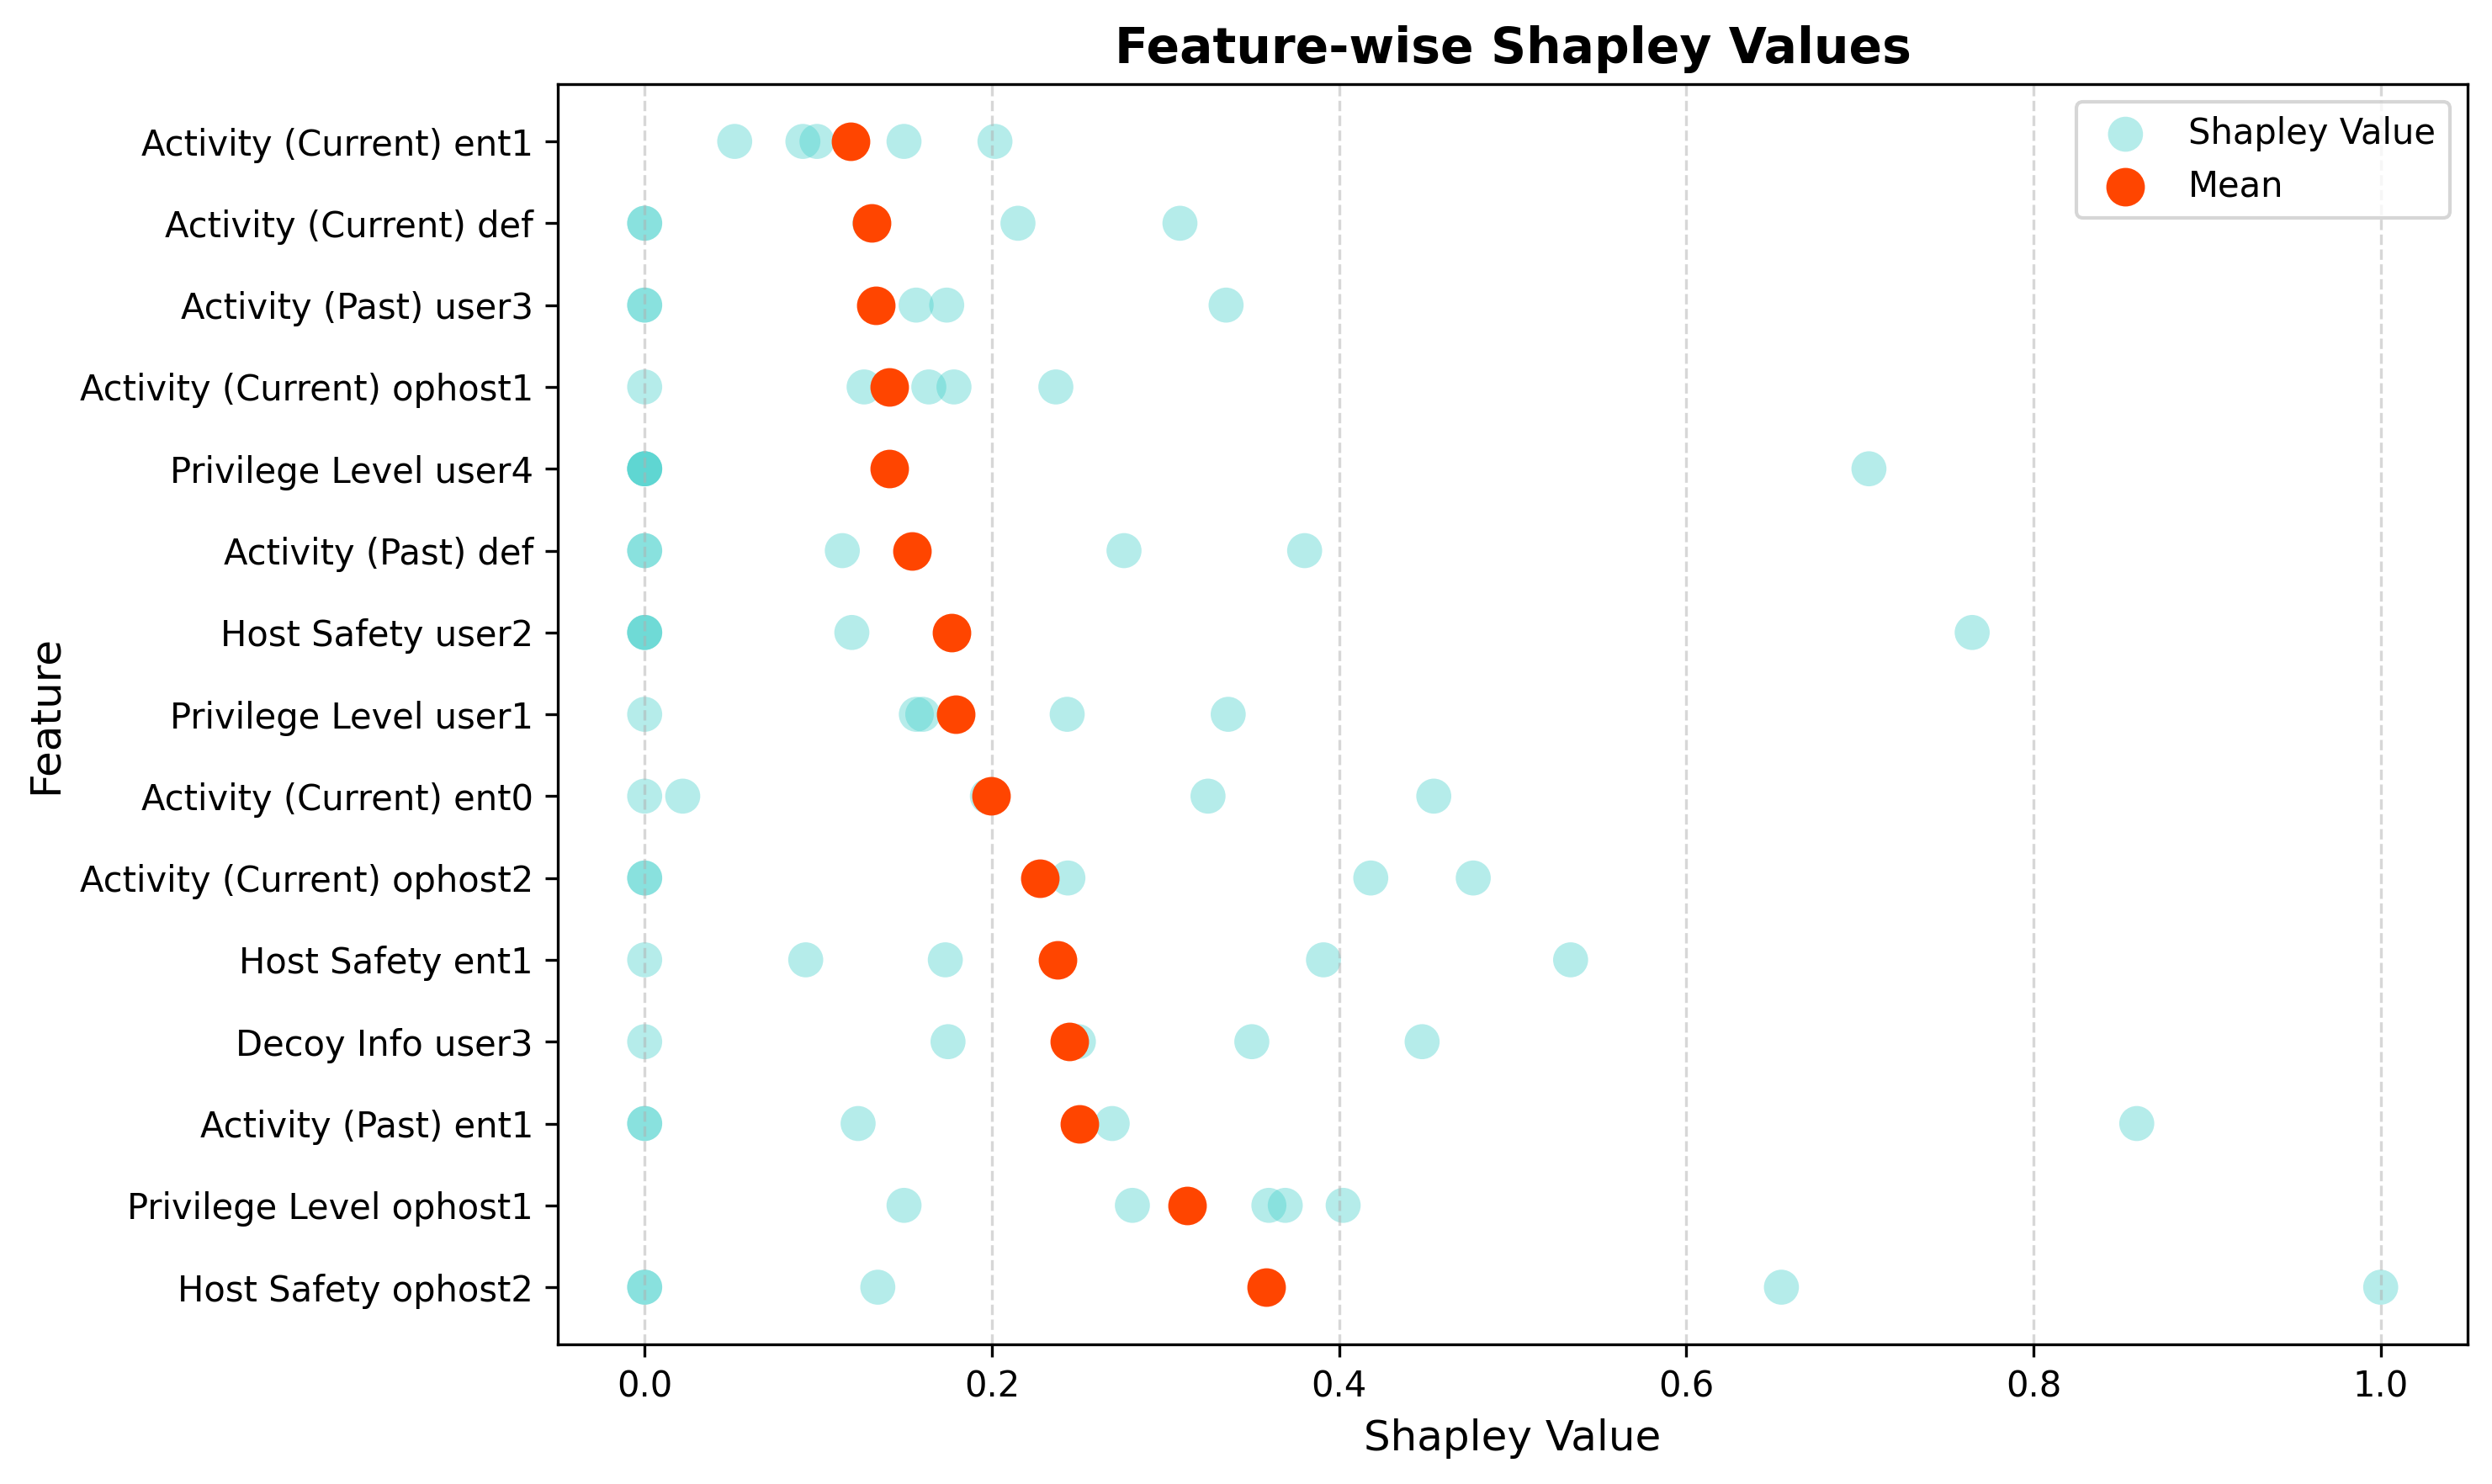 Feature-wise Shapley Values
Shapley Value
Mean
Activity (Current) ent1
Activity (Current) def
Activity (Past) user3
Activity (Current) ophost1
Privilege Level user4
Activity (Past) def
Host Safety user2
Privilege Level user1
Activity (Current) ent0
Activity (Current) ophost2
Host Safety ent1
Decoy Info user3
Activity (Past) ent1
Privilege Level ophost1
Host Safety ophost2
Feature
0.0 0.2 0.4 0.6 0.8 1.0
Shapley Value